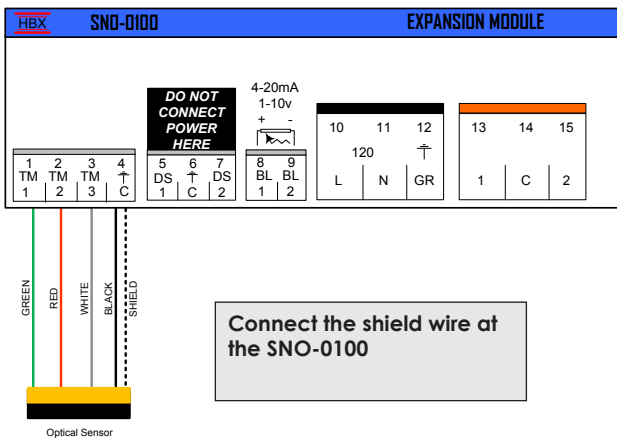 HBX SNO-0100 EXPANSION MODULE
DO NOT
CONNECT
POWER
HERE
4-20mA
1-10v
+ -
1 2 3 4
TM TM TM
1 2 3 C
5 6 7
DS DS
1 C 2
8 9
BL BL
1 2
10 11 12
120
L N GR
13 14 15
1 C 2
GREEN
RED
WHITE
BLACK
SHIELD
Connect the shield wire at
the SNO-0100
Optical Sensor